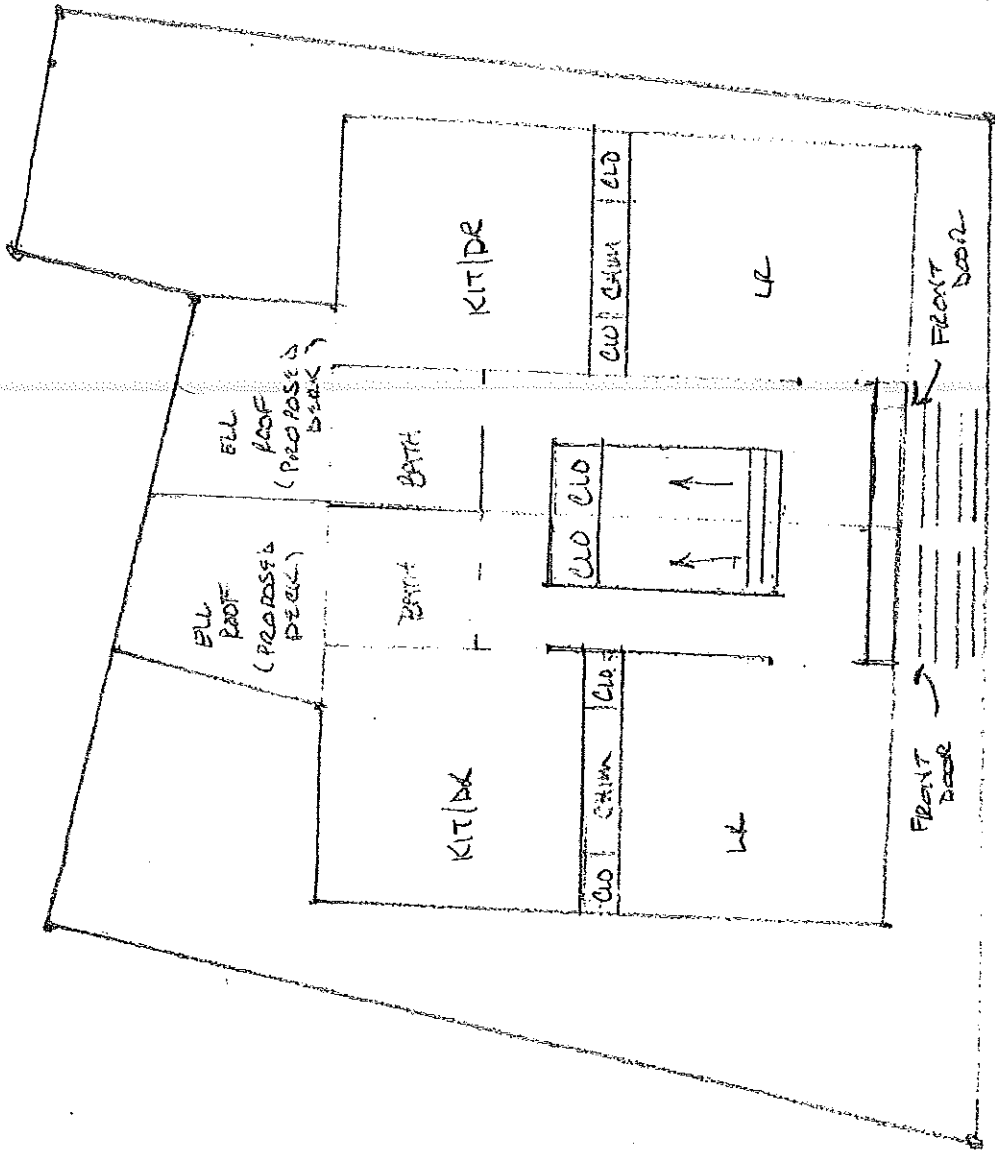 ELL
ROOF
(PROPOSED
DECK)
ELL
ROOF
(PROPOSED
DECK)
KIT/DR
BATH
BATH
KIT/DR
CLO CHIM CLO
CLO CLO
CLO CHIM CLO
LR
LR
FRONT
DOOR
FRONT
DOOR